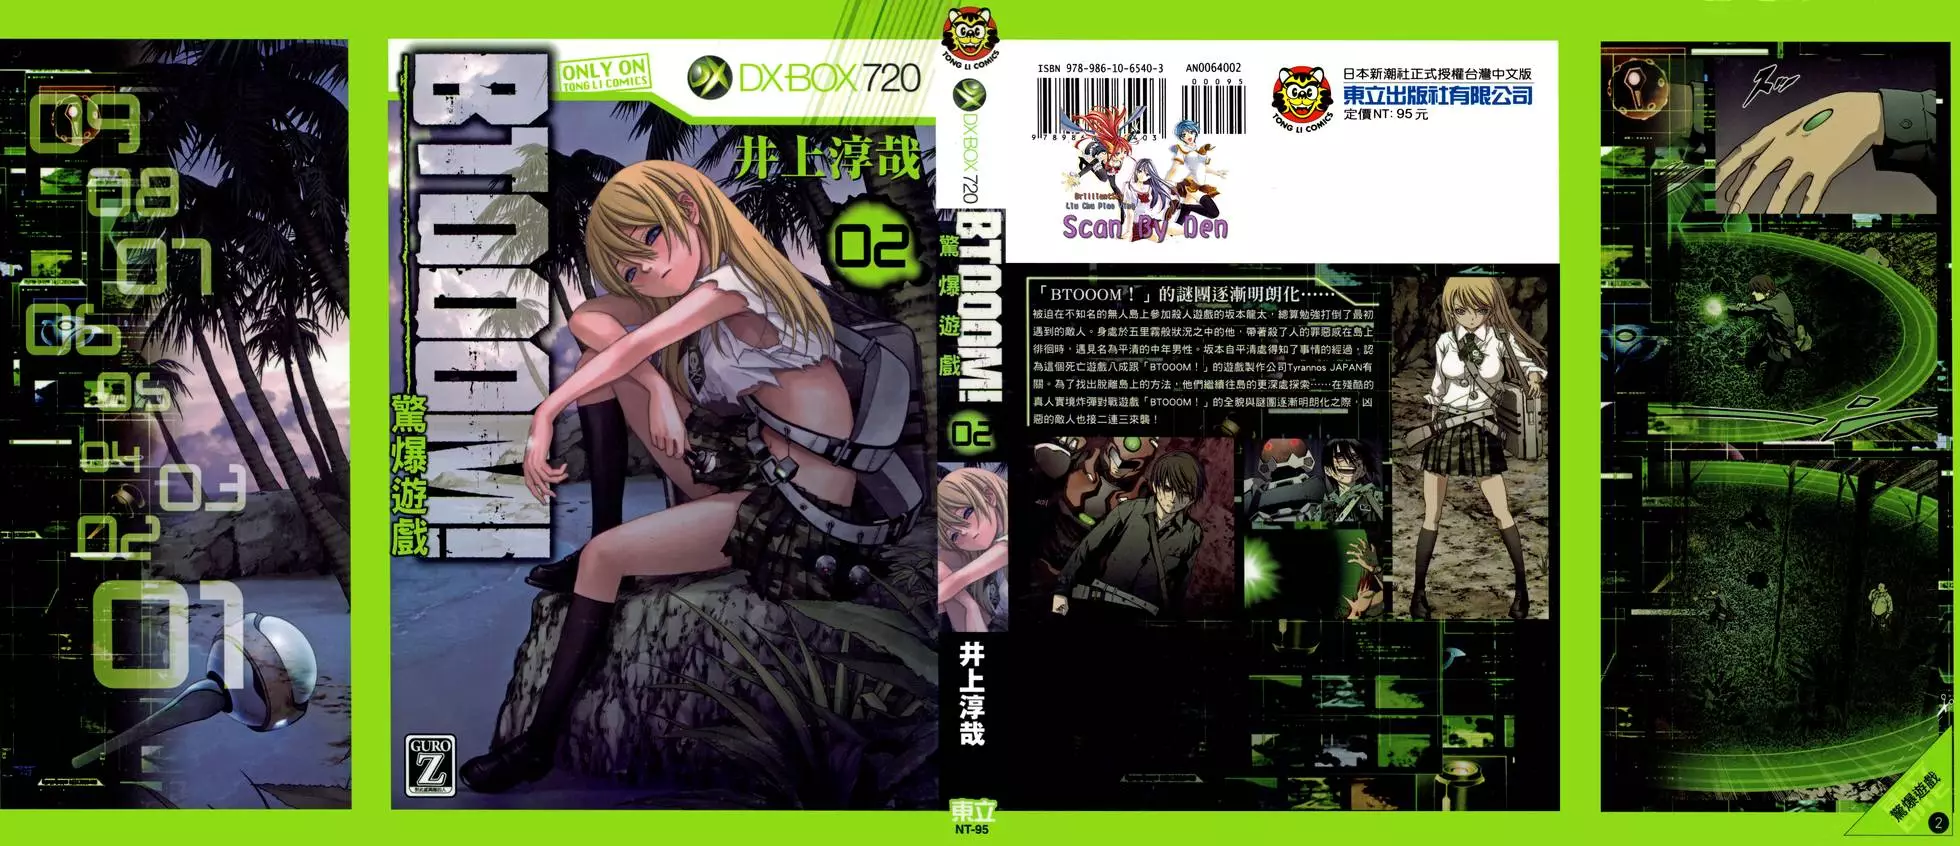 09
08
07
06
05
04
03
02
01
BTOOOM!
驚爆遊戲
ONLY ON
TONG LI COMICS
DX-BOX 720
井上淳哉
02
GURO
Z
TONG LI COMICS
DX-BOX 720
BTOOOM!
驚爆遊戲
02
井上淳哉
東立
NT-95
ISBN 978-986-10-6540-3
AN0064002
00095
Scan By Den
TONG LI COMICS
日本新潮社正式授權台灣中文版
東立出版社有限公司
定價NT: 95元
「BTOOOM！」的謎團逐漸明朗化……
被迫在不知名的無人島上參加殺人遊戲的坂本龍太，總算勉強打倒了最初
遇到的敵人。身處於五里霧般狀況之中的他，帶著殺了人的罪惡感在島上
徘徊時，遇見名為平清的中年男性。坂本自平清處得知了事情的經過，認
為這個死亡遊戲八成跟「BTOOOM！」的遊戲製作公司Tyrannos JAPAN有
關。為了找出脫離島上的方法，他們繼續往島的更深處探索……在殘酷的
真人實境炸彈對戰遊戲「BTOOOM！」的全貌與謎團逐漸明朗化之際，凶
惡的敵人也接二連三來襲！
驚爆遊戲
2